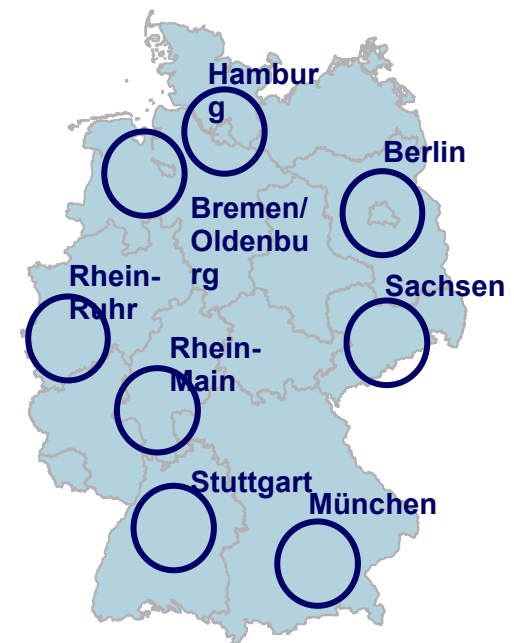 Hambur
g
Berlin
Bremen/
Oldenbu
rg
Rhein-
Ruhr
Sachsen
Rhein-
Main
Stuttgart
München